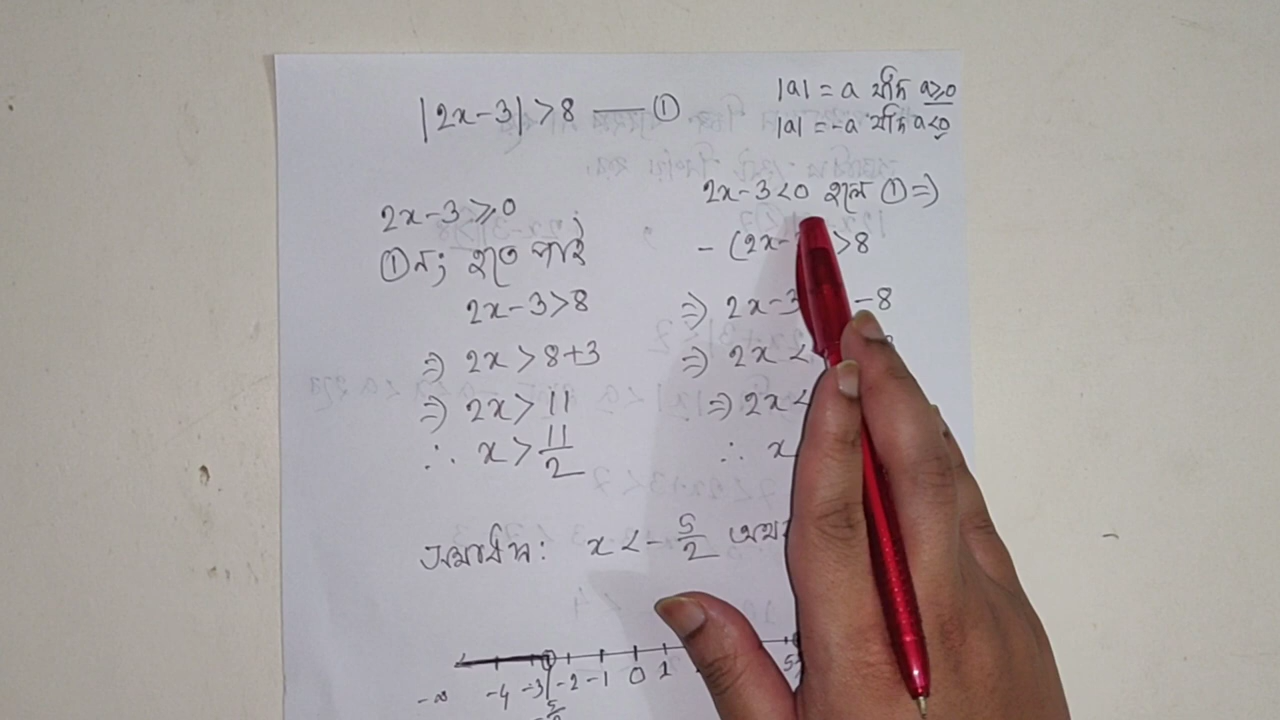 |2x-3|>8 —— ①
|a| = a যদি a≥0
|a| = -a যদি a<0
2x-3≥0
①নং হতে পাই
2x-3>8
⇒ 2x>8+3
⇒ 2x>11
∴ x>11/2
2x-3<0 হলে ①⇒
-(2x- >8
⇒ 2x-3 -8
⇒ 2x<
⇒ 2x<
∴ x
সমাধান: x<-5/2
-∞ -4 -3 -2 -1 0 1